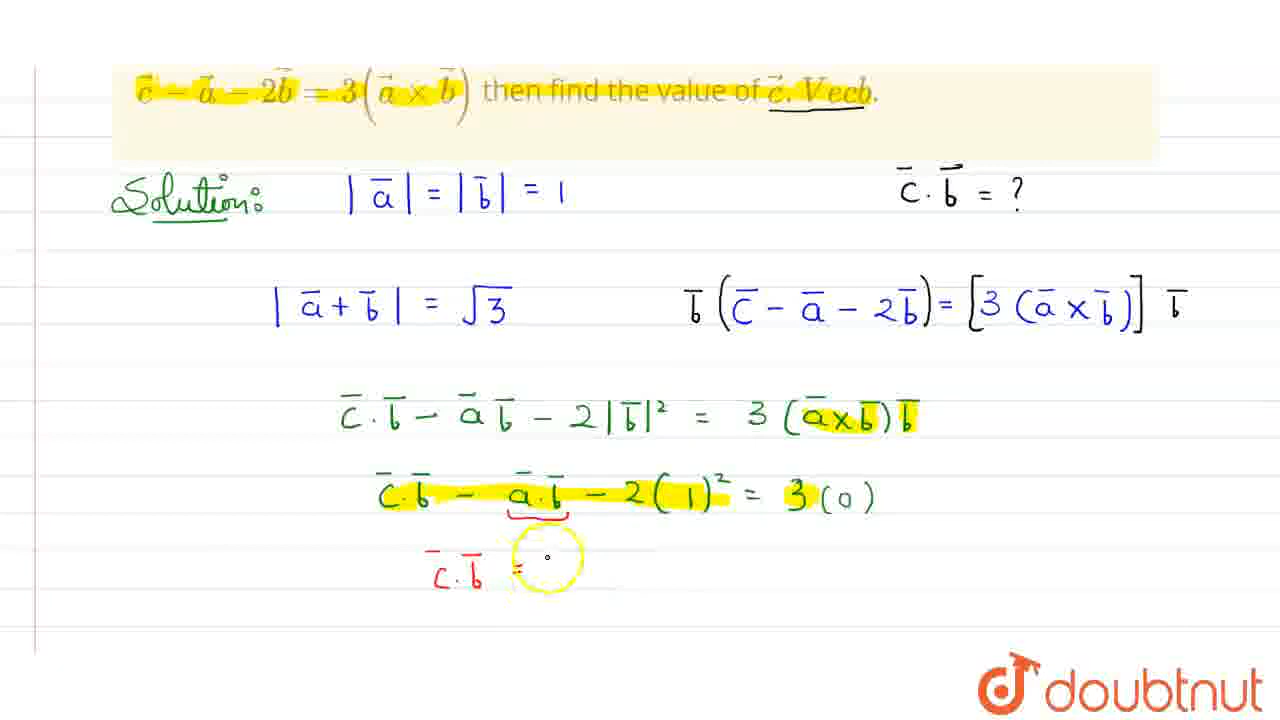 c⃗ − a⃗ − 2b⃗ = 3(a⃗ × b⃗) then find the value of c⃗. Vecb.
Solution: |a̅| = |b̅| = 1 c̅ . b̅ = ?
|a̅ + b̅| = √3 b̅ (c̅ − a̅ − 2b̅) = [3 (a̅ × b̅)] b̅
c̅ . b̅ − a̅ b̅ − 2|b̅|² = 3 (a̅ × b̅) b̅
c̅ . b̅ − a̅ . b̅ − 2(1)² = 3(0)
c̅ . b̅ =
doubtnut